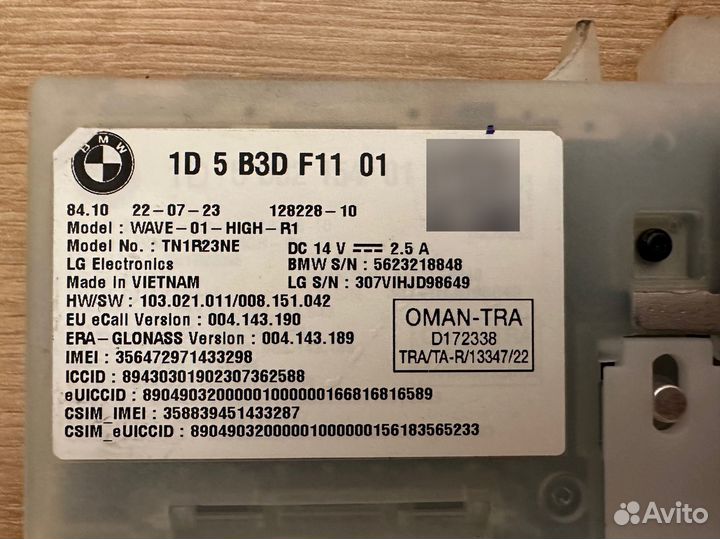 BMW
1D 5 B3D F11 01
84.10 22-07-23 128228-10
Model : WAVE-01-HIGH-R1
Model No. : TN1R23NE DC 14 V 2.5 A
LG Electronics BMW S/N : 5623218848
Made in VIETNAM LG S/N : 307VIHJD98649
HW/SW : 103.021.011/008.151.042
EU eCall Version : 004.143.190
ERA-GLONASS Version : 004.143.189
IMEI : 356472971433298
ICCID : 89430301902307362588
eUICCID : 89049032000001000000166816816589
CSIM_IMEI : 358839451433287
CSIM_eUICCID : 89049032000001000000156183565233
OMAN-TRA
D172338
TRA/TA-R/13347/22
Avito